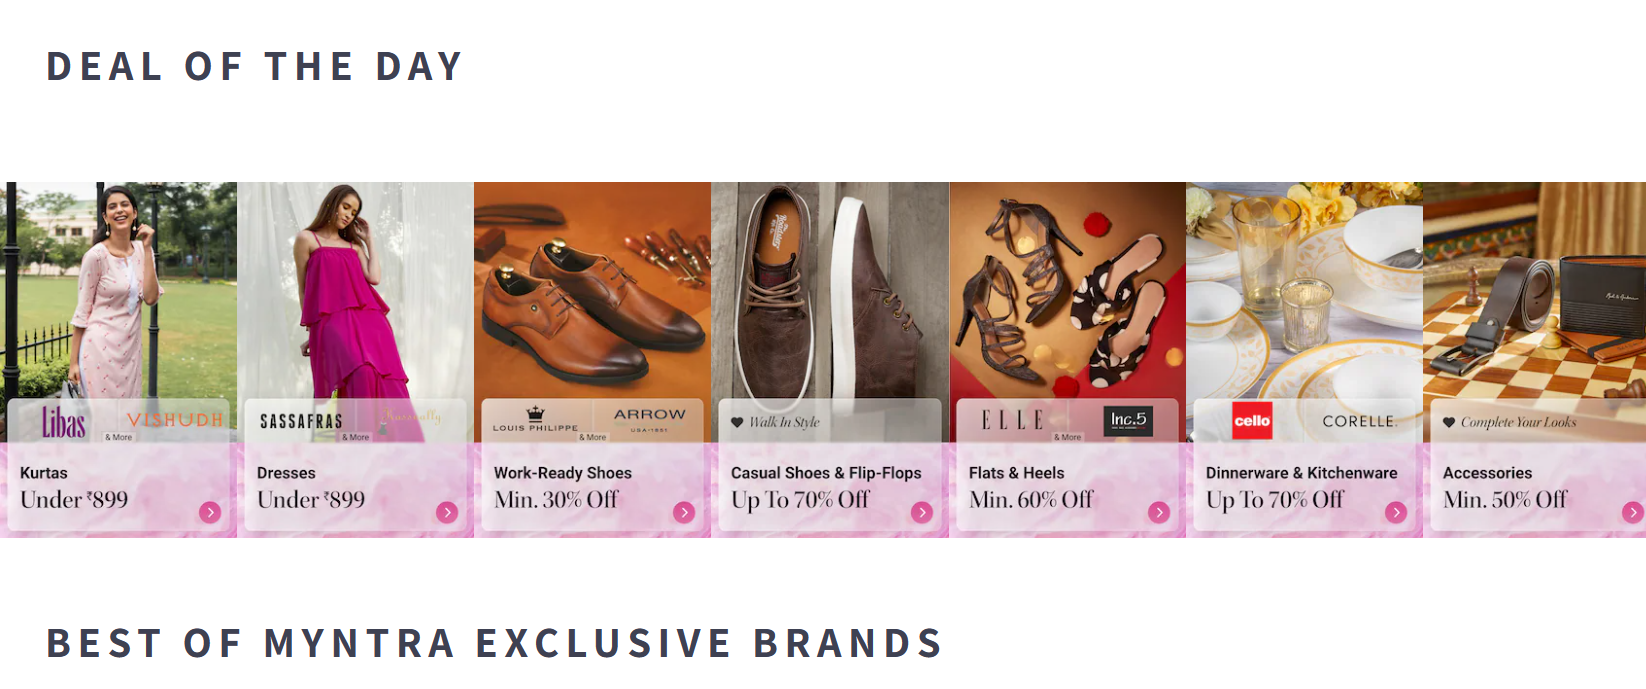 DEAL OF THE DAY
Libas VISHUDH
& More
Kurtas
Under ₹899
SASSAFRAS
& More
Dresses
Under ₹899
LOUIS PHILIPPE ARROW
USA·1851
& More
Work-Ready Shoes
Min. 30% Off
Walk In Style
Casual Shoes & Flip-Flops
Up To 70% Off
ELLE Inc.5
& More
Flats & Heels
Min. 60% Off
cello CORELLE.
Dinnerware & Kitchenware
Up To 70% Off
Complete Your Looks
Accessories
Min. 50% Off
BEST OF MYNTRA EXCLUSIVE BRANDS